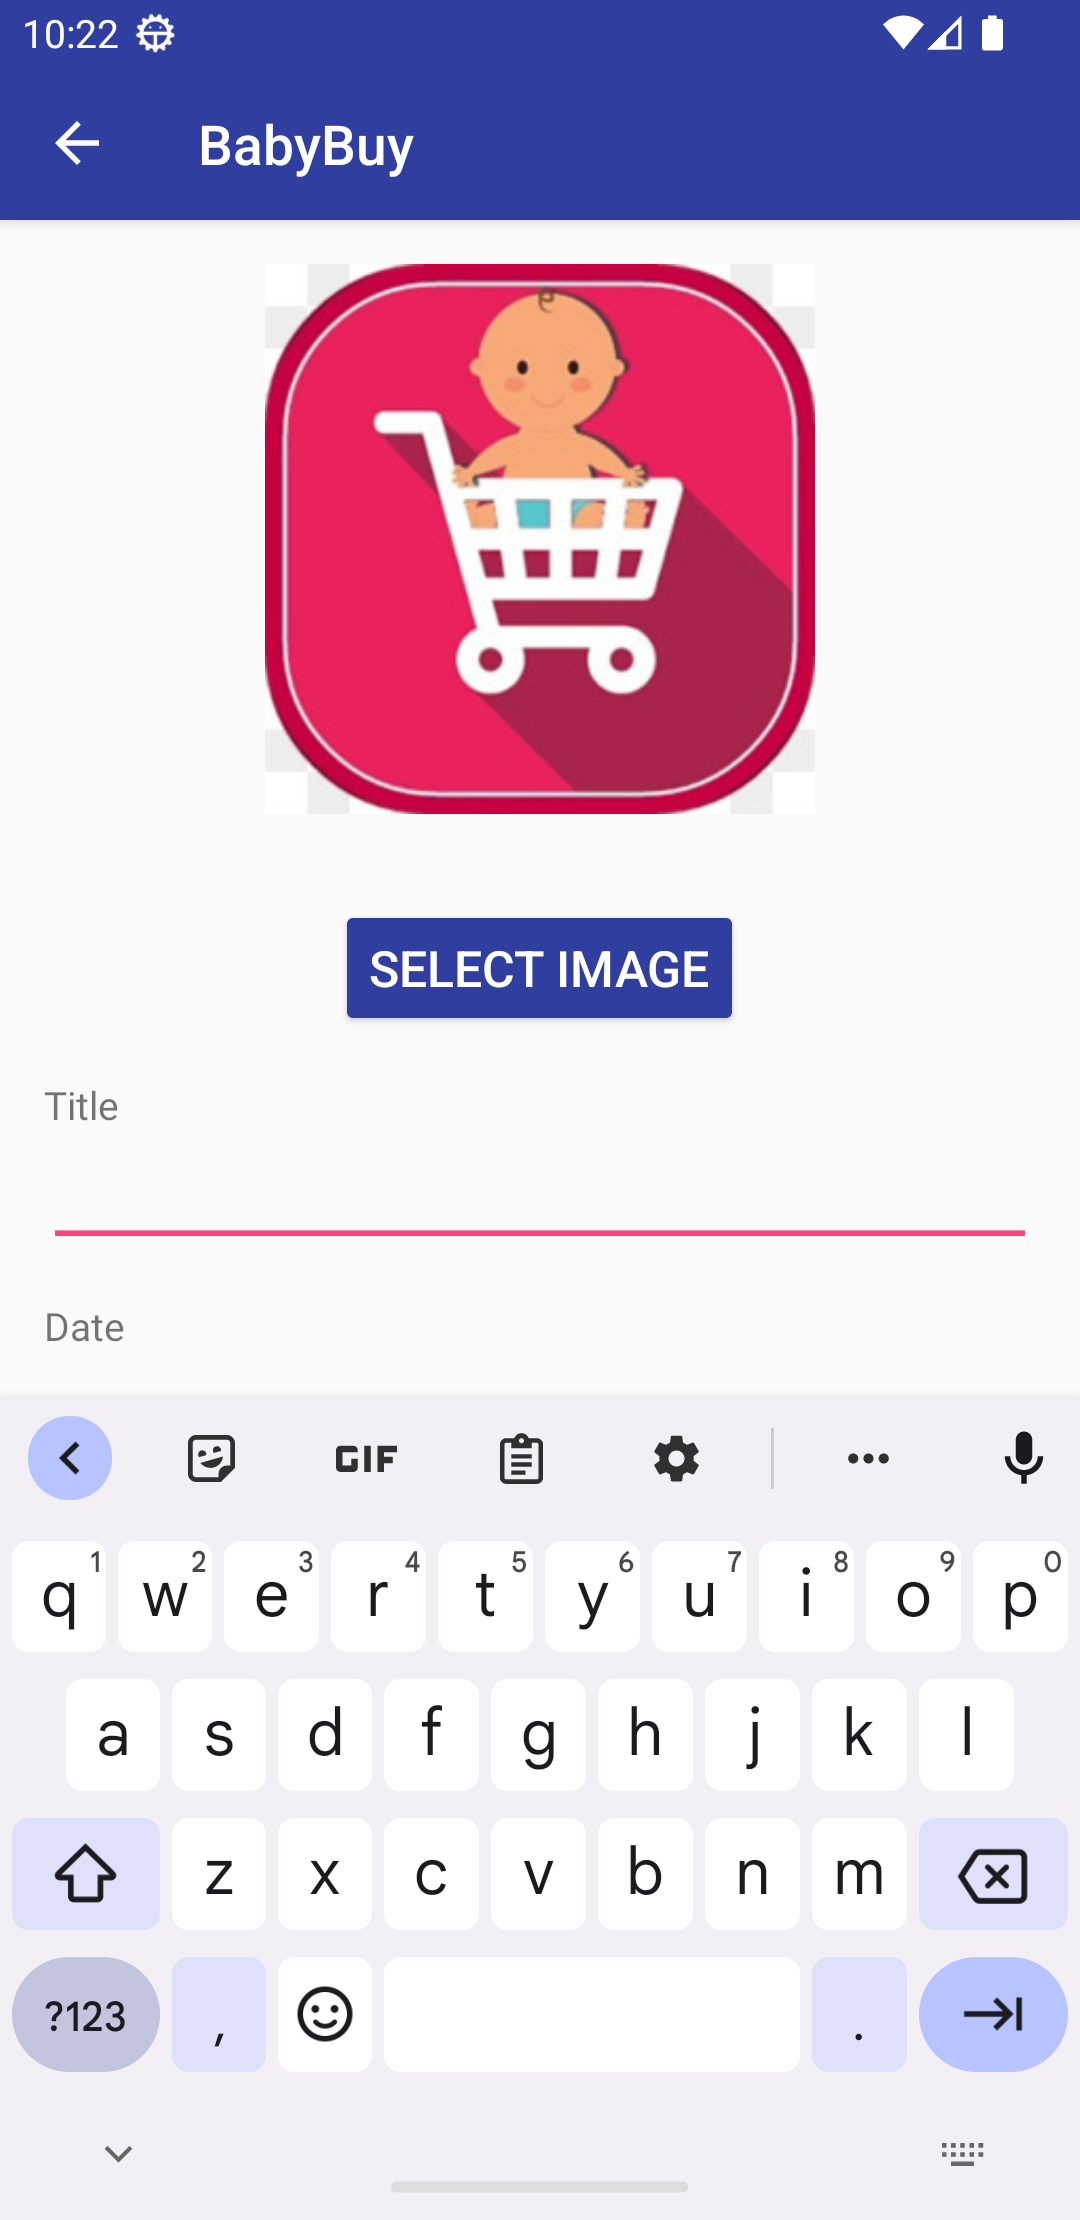 10:22
BabyBuy
SELECT IMAGE
Title
Date
GIF
q 1 w 2 e 3 r 4 t 5 y 6 u 7 i 8 o 9 p 0
a s d f g h j k l
z x c v b n m
?123 , .